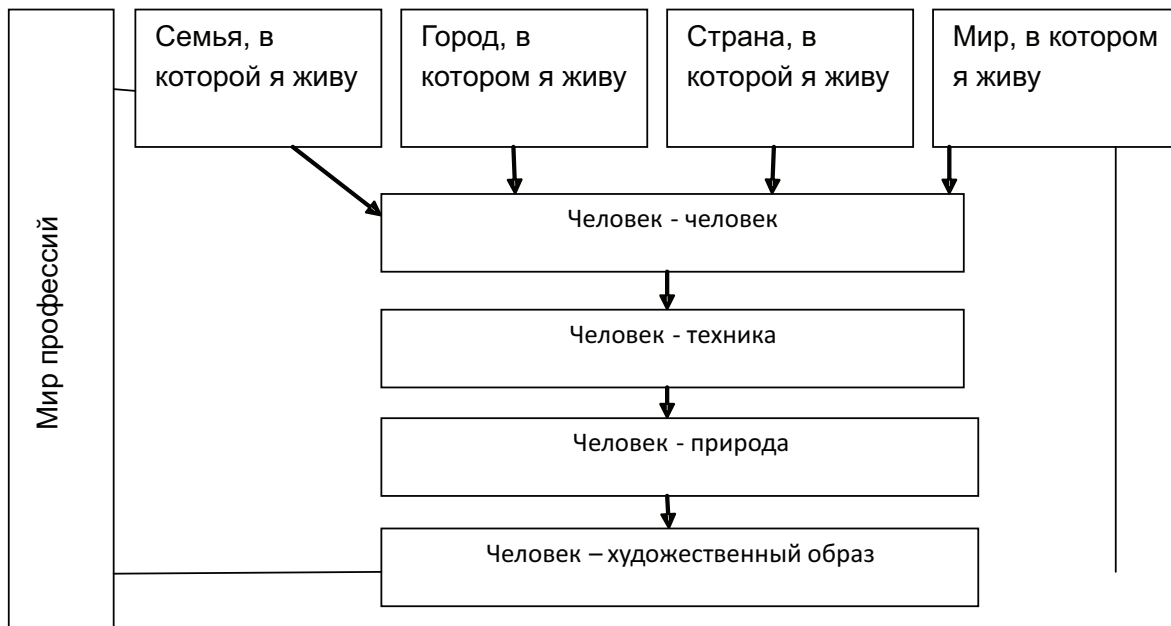 Семья, в
которой я живу
Город, в
котором я живу
Страна, в
которой я живу
Мир, в котором
я живу
Мир профессий
Человек - человек
Человек - техника
Человек - природа
Человек – художественный образ